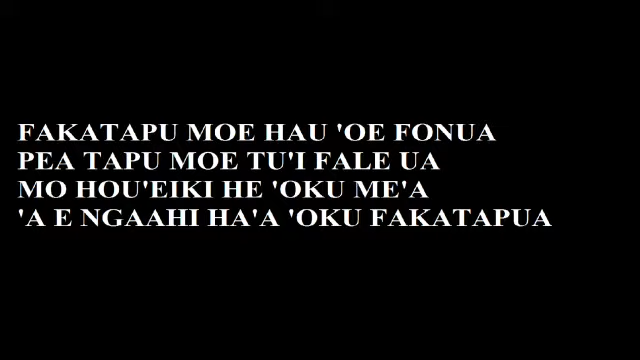 FAKATAPU MOE HAU 'OE FONUA
PEA TAPU MOE TU'I FALE UA
MO HOU'EIKI HE 'OKU ME'A
'A E NGAAHI HA'A 'OKU FAKATAPUA